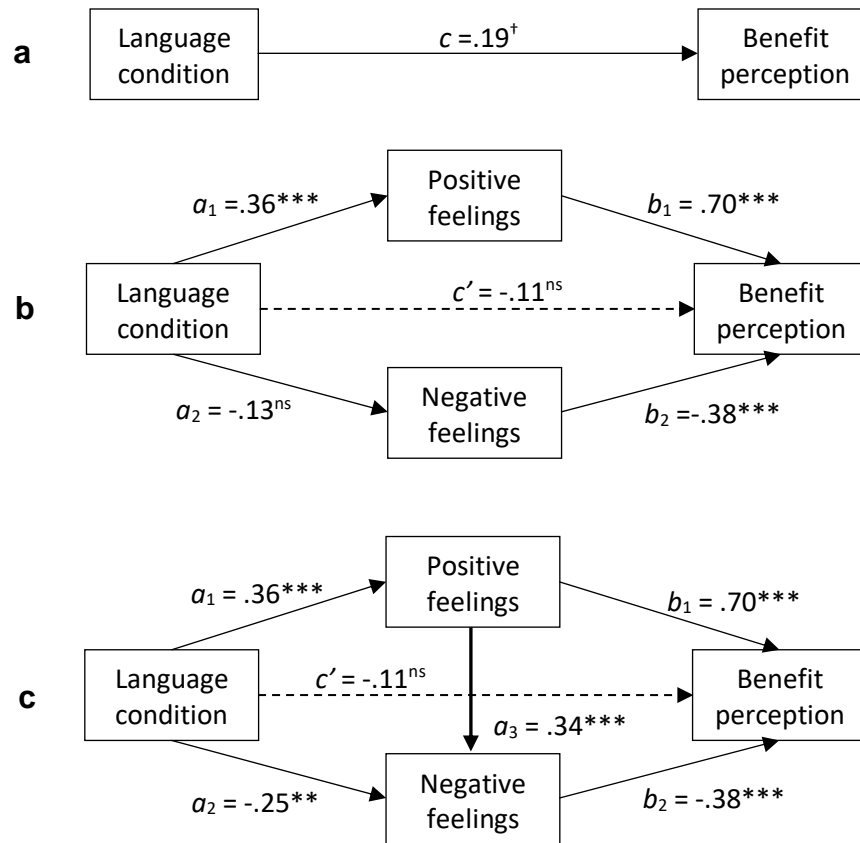 a
Language
condition
c =.19†
Benefit
perception
b
Positive
feelings
a₁ =.36***
b₁ = .70***
Language
condition
c′ = -.11ns
Benefit
perception
a₂ = -.13ns
Negative
feelings
b₂ =-.38***
c
Positive
feelings
a₁ = .36***
b₁ = .70***
Language
condition
c′ = -.11ns
Benefit
perception
a₃ = .34***
a₂ = -.25**
Negative
feelings
b₂ = -.38***